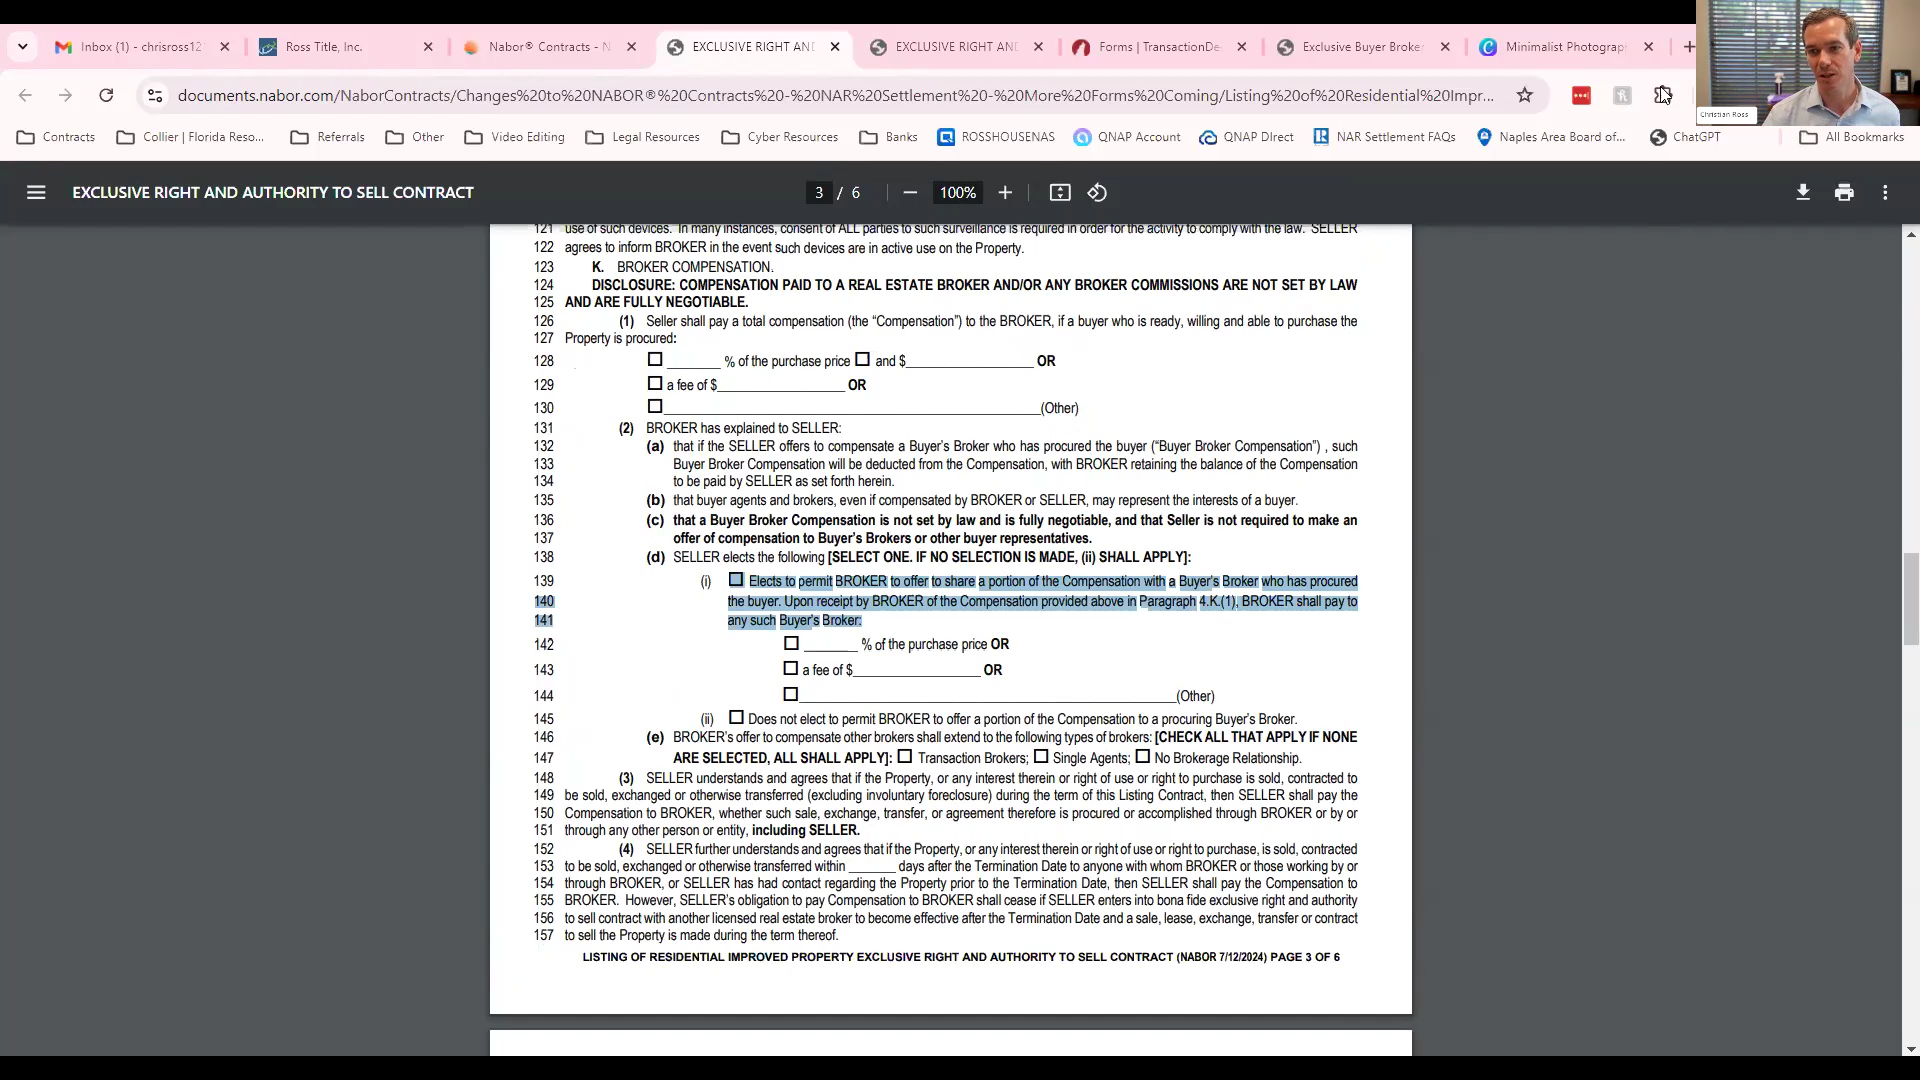 Inbox (1) - chrisross12
Ross Title, Inc.
Nabor® Contracts - N
EXCLUSIVE RIGHT AND
EXCLUSIVE RIGHT AND
Forms | TransactionDe
Exclusive Buyer Broke
Minimalist Photograp
Christian Ross
documents.nabor.com/NaborContracts/Changes%20to%20NABOR®%20Contracts%20-%20NAR%20Settlement%20-%20More%20Forms%20Coming/Listing%20of%20Residential%20Impr...
Contracts
Collier | Florida Reso...
Referrals
Other
Video Editing
Legal Resources
Cyber Resources
Banks
ROSSHOUSENAS
QNAP Account
QNAP Direct
NAR Settlement FAQs
Naples Area Board of...
ChatGPT
All Bookmarks
EXCLUSIVE RIGHT AND AUTHORITY TO SELL CONTRACT
3 / 6
100%
121 use of such devices. In many instances, consent of ALL parties to such surveillance is required in order for the activity to comply with the law. SELLER
122 agrees to inform BROKER in the event such devices are in active use on the Property.
123 K. BROKER COMPENSATION.
124 DISCLOSURE: COMPENSATION PAID TO A REAL ESTATE BROKER AND/OR ANY BROKER COMMISSIONS ARE NOT SET BY LAW
125 AND ARE FULLY NEGOTIABLE.
126 (1) Seller shall pay a total compensation (the “Compensation”) to the BROKER, if a buyer who is ready, willing and able to purchase the
127 Property is procured:
128 ☐ _______ % of the purchase price ☐ and $________________ OR
129 ☐ a fee of $________________ OR
130 ☐ ________________________________________________(Other)
131 (2) BROKER has explained to SELLER:
132 (a) that if the SELLER offers to compensate a Buyer’s Broker who has procured the buyer (“Buyer Broker Compensation”) , such
133 Buyer Broker Compensation will be deducted from the Compensation, with BROKER retaining the balance of the Compensation
134 to be paid by SELLER as set forth herein.
135 (b) that buyer agents and brokers, even if compensated by BROKER or SELLER, may represent the interests of a buyer.
136 (c) that a Buyer Broker Compensation is not set by law and is fully negotiable, and that Seller is not required to make an
137 offer of compensation to Buyer’s Brokers or other buyer representatives.
138 (d) SELLER elects the following [SELECT ONE. IF NO SELECTION IS MADE, (ii) SHALL APPLY]:
139 (i) ☐ Elects to permit BROKER to offer to share a portion of the Compensation with a Buyer’s Broker who has procured
140 the buyer. Upon receipt by BROKER of the Compensation provided above in Paragraph 4.K.(1), BROKER shall pay to
141 any such Buyer’s Broker:
142 ☐ _______ % of the purchase price OR
143 ☐ a fee of $________________ OR
144 ☐ ________________________________________________(Other)
145 (ii) ☐ Does not elect to permit BROKER to offer a portion of the Compensation to a procuring Buyer’s Broker.
146 (e) BROKER’s offer to compensate other brokers shall extend to the following types of brokers: [CHECK ALL THAT APPLY IF NONE
147 ARE SELECTED, ALL SHALL APPLY]: ☐ Transaction Brokers; ☐ Single Agents; ☐ No Brokerage Relationship.
148 (3) SELLER understands and agrees that if the Property, or any interest therein or right of use or right to purchase is sold, contracted to
149 be sold, exchanged or otherwise transferred (excluding involuntary foreclosure) during the term of this Listing Contract, then SELLER shall pay the
150 Compensation to BROKER, whether such sale, exchange, transfer, or agreement therefore is procured or accomplished through BROKER or by or
151 through any other person or entity, including SELLER.
152 (4) SELLER further understands and agrees that if the Property, or any interest therein or right of use or right to purchase, is sold, contracted
153 to be sold, exchanged or otherwise transferred within _______ days after the Termination Date to anyone with whom BROKER or those working by or
154 through BROKER, or SELLER has had contact regarding the Property prior to the Termination Date, then SELLER shall pay the Compensation to
155 BROKER. However, SELLER’s obligation to pay Compensation to BROKER shall cease if SELLER enters into bona fide exclusive right and authority
156 to sell contract with another licensed real estate broker to become effective after the Termination Date and a sale, lease, exchange, transfer or contract
157 to sell the Property is made during the term thereof.
LISTING OF RESIDENTIAL IMPROVED PROPERTY EXCLUSIVE RIGHT AND AUTHORITY TO SELL CONTRACT (NABOR 7/12/2024) PAGE 3 OF 6